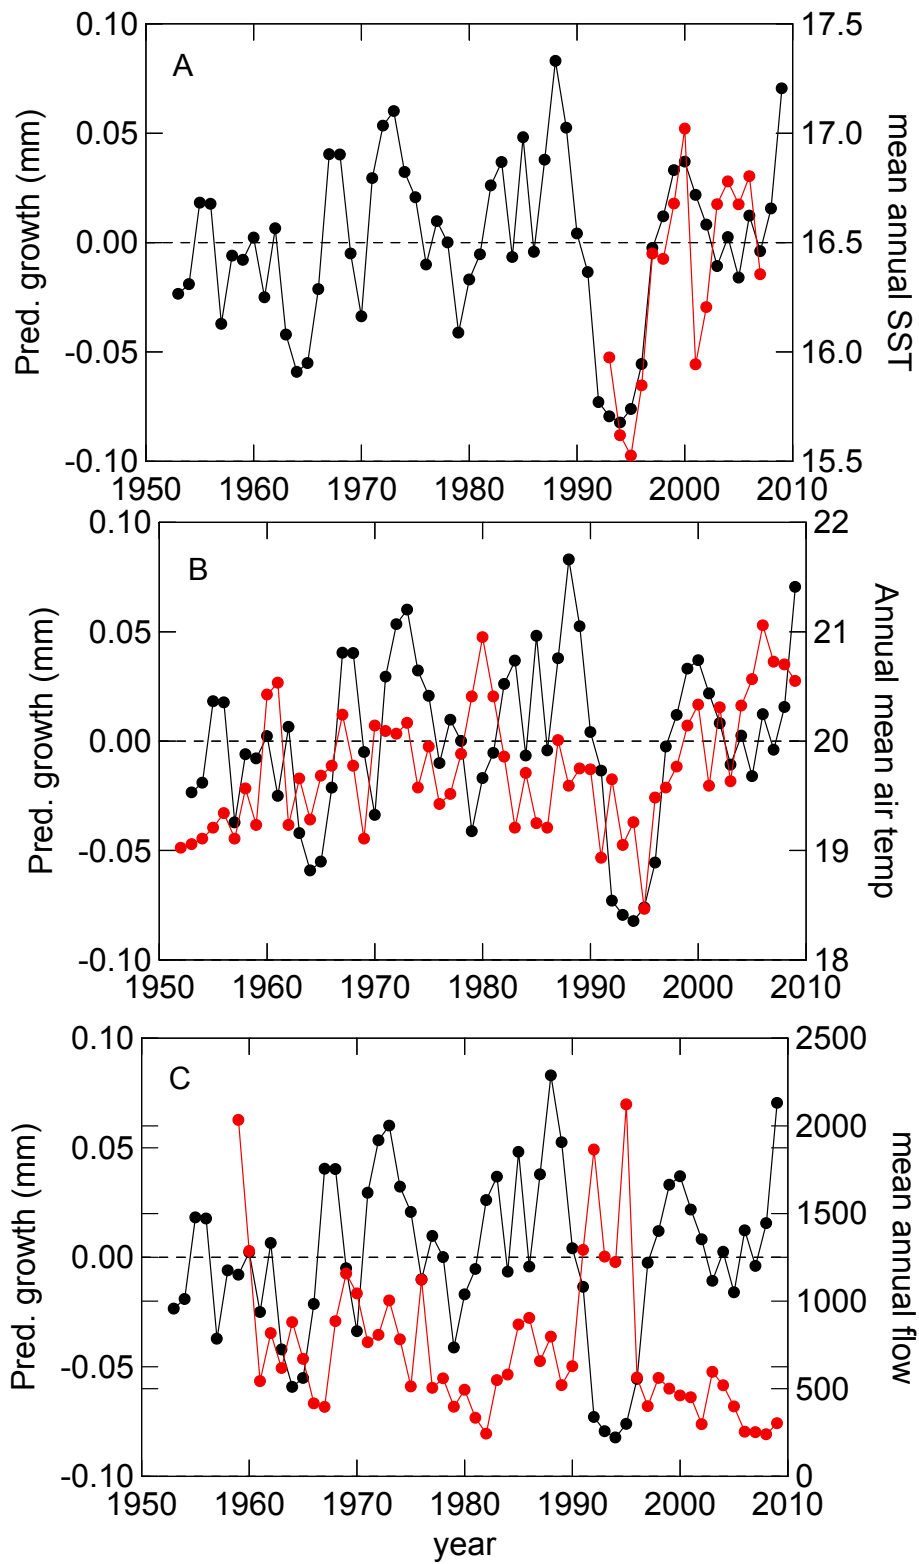 0.10
0.05
0.00
-0.05
-0.10
Pred. growth (mm)
A
17.5
17.0
16.5
16.0
15.5
mean annual SST
1950 1960 1970 1980 1990 2000 2010
0.10
0.05
0.00
-0.05
-0.10
Pred. growth (mm)
B
22
21
20
19
18
Annual mean air temp
1950 1960 1970 1980 1990 2000 2010
0.10
0.05
0.00
-0.05
-0.10
Pred. growth (mm)
C
2500
2000
1500
1000
500
0
mean annual flow
1950 1960 1970 1980 1990 2000 2010
year